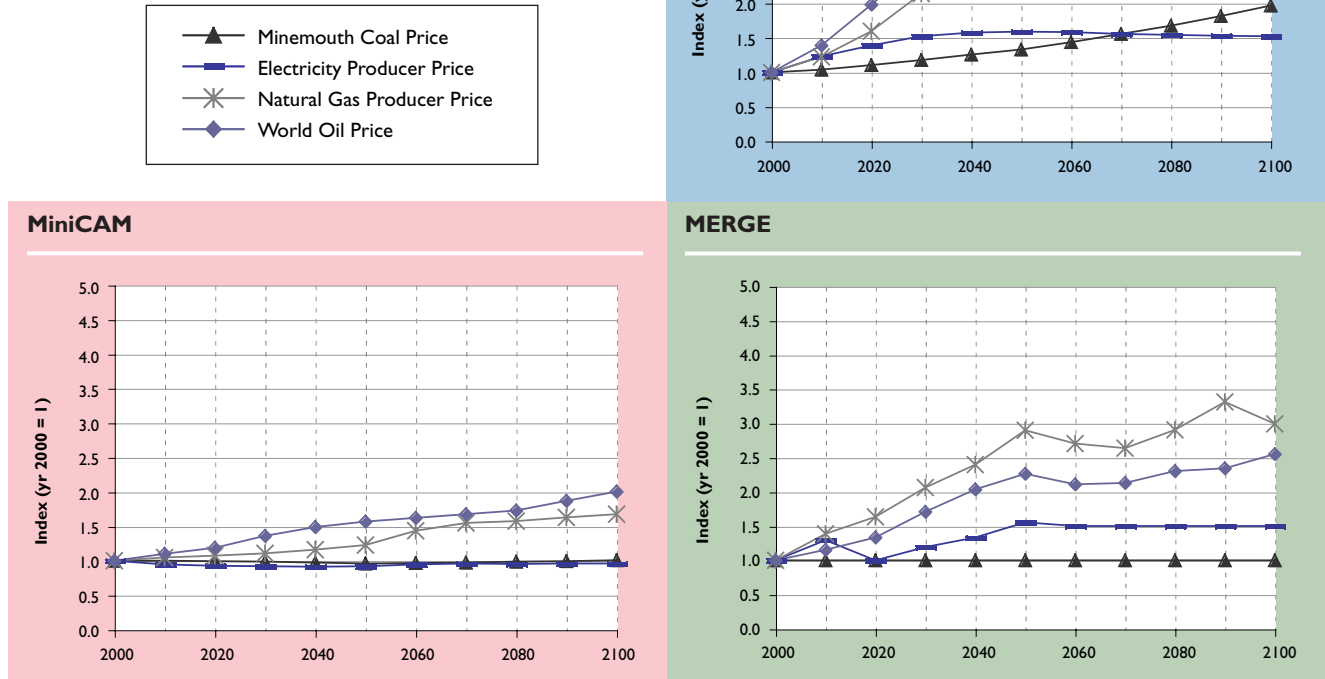 Minemouth Coal Price
Electricity Producer Price
Natural Gas Producer Price
World Oil Price
Index (
2.0
1.5
1.0
0.5
0.0
2000 2020 2040 2060 2080 2100
MiniCAM
Index (yr 2000 = 1)
5.0
4.5
4.0
3.5
3.0
2.5
2.0
1.5
1.0
0.5
0.0
2000 2020 2040 2060 2080 2100
MERGE
Index (yr 2000 = 1)
5.0
4.5
4.0
3.5
3.0
2.5
2.0
1.5
1.0
0.5
0.0
2000 2020 2040 2060 2080 2100